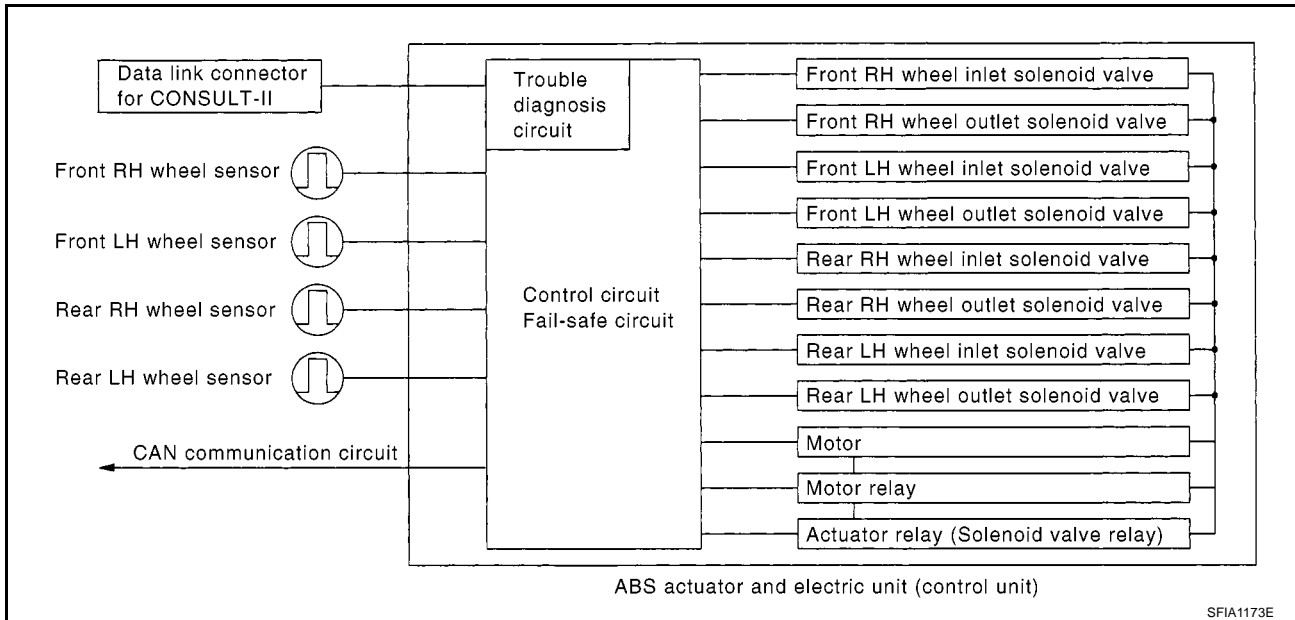 Data link connector
for CONSULT-II
Front RH wheel sensor
Front LH wheel sensor
Rear RH wheel sensor
Rear LH wheel sensor
CAN communication circuit
Trouble
diagnosis
circuit
Control circuit
Fail-safe circuit
Front RH wheel inlet solenoid valve
Front RH wheel outlet solenoid valve
Front LH wheel inlet solenoid valve
Front LH wheel outlet solenoid valve
Rear RH wheel inlet solenoid valve
Rear RH wheel outlet solenoid valve
Rear LH wheel inlet solenoid valve
Rear LH wheel outlet solenoid valve
Motor
Motor relay
Actuator relay (Solenoid valve relay)
ABS actuator and electric unit (control unit)
SFIA1173E